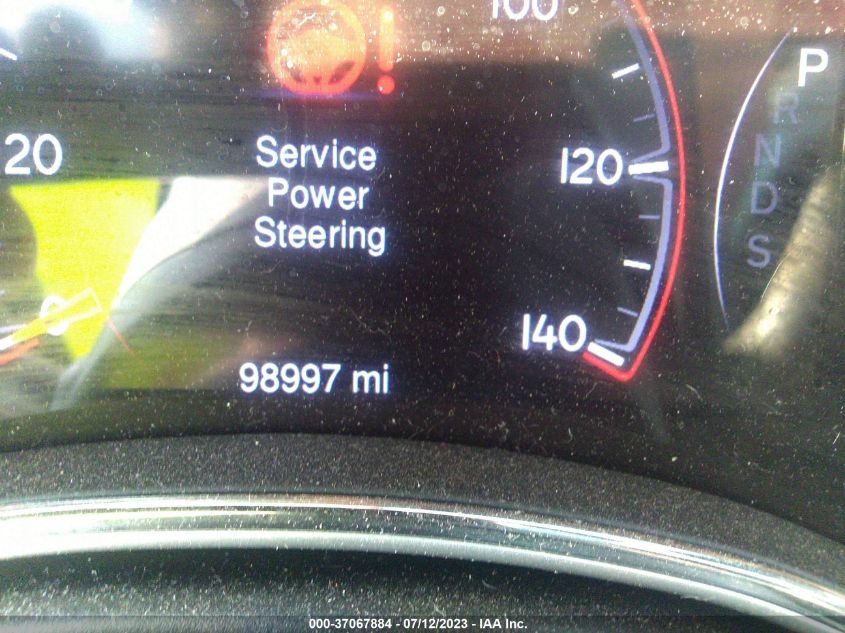 100
P
R
N
D
S
20
120
140
Service
Power
Steering
98997 mi
000-37067884 - 07/12/2023 - IAA Inc.